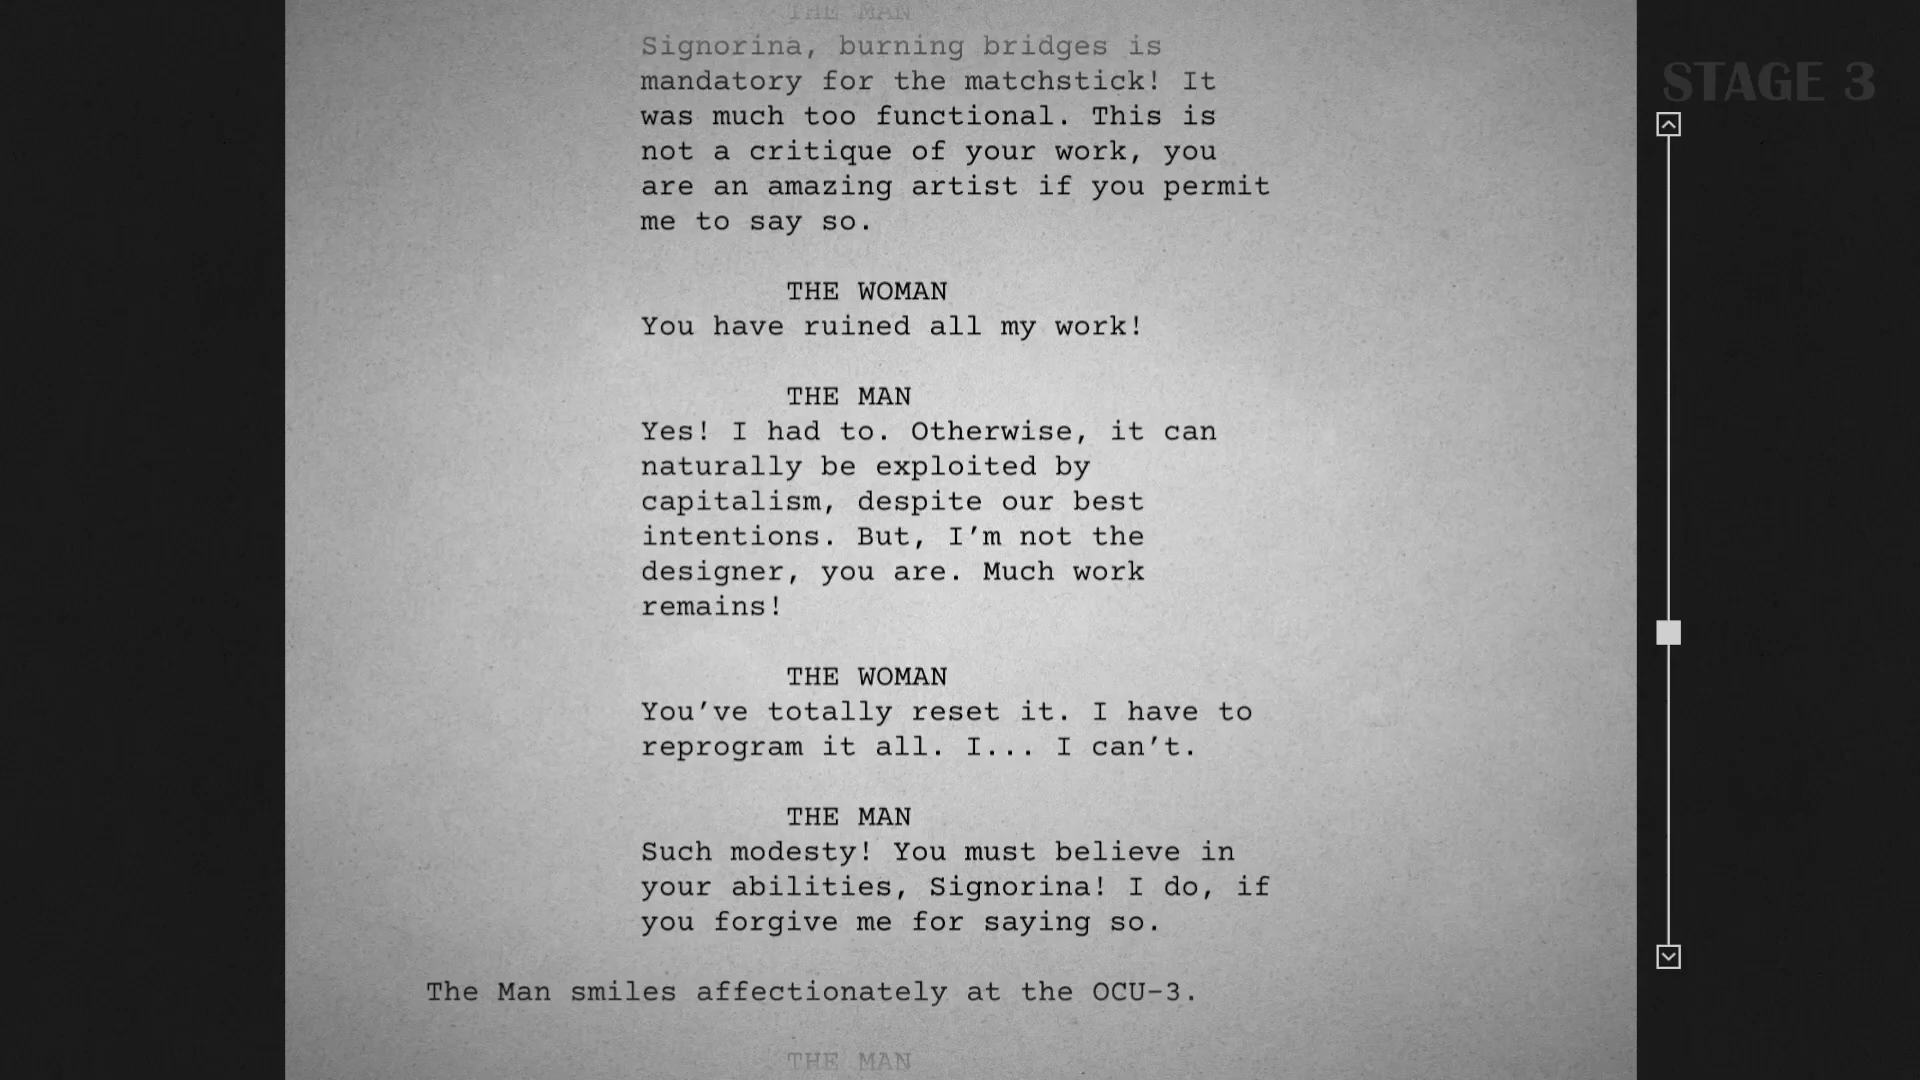 THE MAN
Signorina, burning bridges is
mandatory for the matchstick! It
was much too functional. This is
not a critique of your work, you
are an amazing artist if you permit
me to say so.
THE WOMAN
You have ruined all my work!
THE MAN
Yes! I had to. Otherwise, it can
naturally be exploited by
capitalism, despite our best
intentions. But, I’m not the
designer, you are. Much work
remains!
THE WOMAN
You’ve totally reset it. I have to
reprogram it all. I... I can’t.
THE MAN
Such modesty! You must believe in
your abilities, Signorina! I do, if
you forgive me for saying so.
The Man smiles affectionately at the OCU-3.
THE MAN
STAGE 3